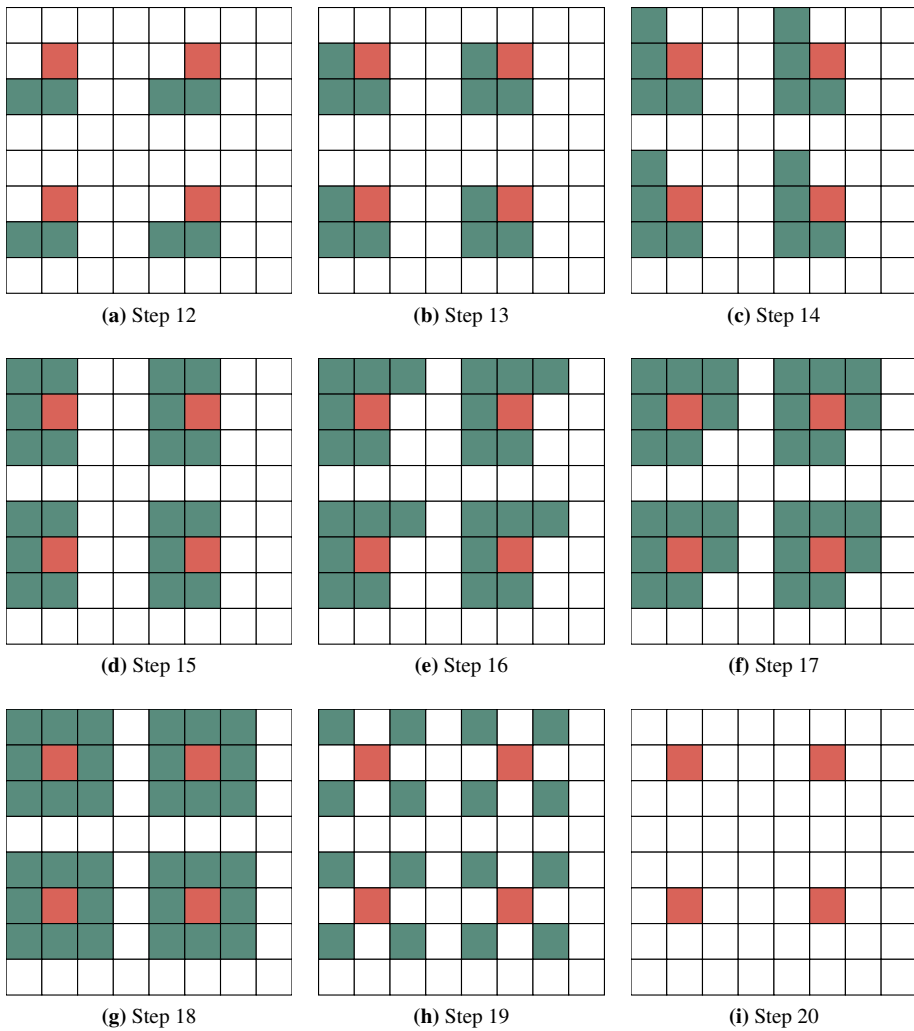 (a) Step 12
(b) Step 13
(c) Step 14
(d) Step 15
(e) Step 16
(f) Step 17
(g) Step 18
(h) Step 19
(i) Step 20